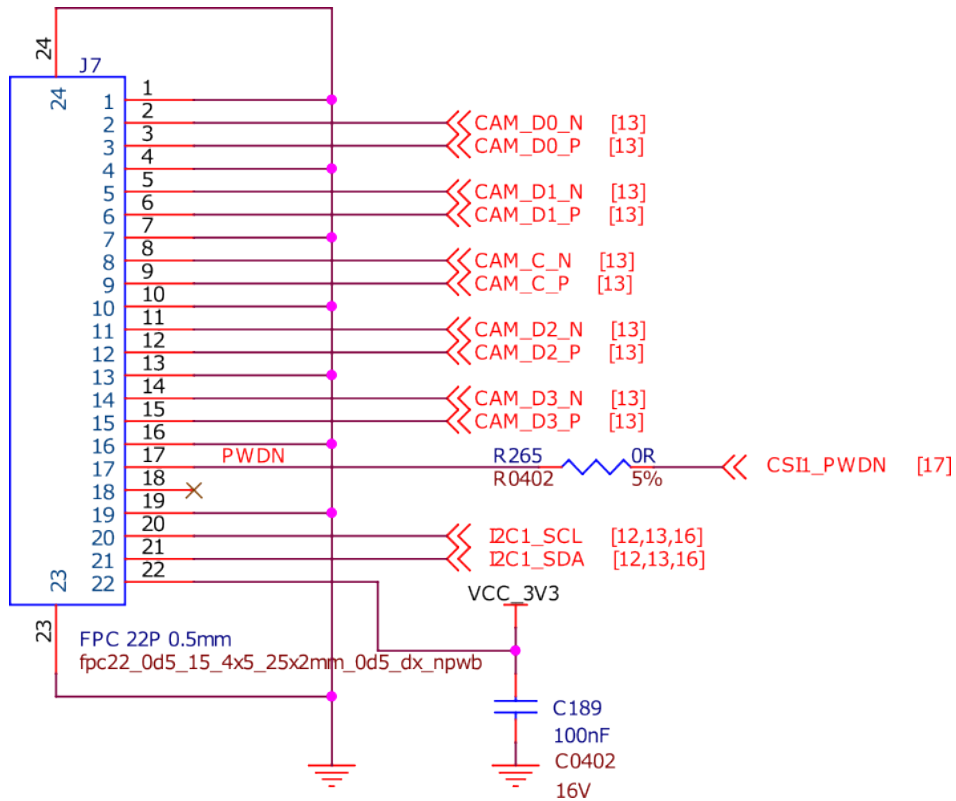 24
J7
24
1
1
2
2
CAM_D0_N [13]
3
3
CAM_D0_P [13]
4
4
5
5
CAM_D1_N [13]
6
6
CAM_D1_P [13]
7
7
8
8
CAM_C_N [13]
9
9
CAM_C_P [13]
10
10
11
11
CAM_D2_N [13]
12
12
CAM_D2_P [13]
13
13
14
14
CAM_D3_N [13]
15
15
CAM_D3_P [13]
16
16
17
17
PWDN
R265
0R
R0402
5%
CSI1_PWDN [17]
18
18
19
19
20
20
I2C1_SCL [12,13,16]
21
21
I2C1_SDA [12,13,16]
22
22
23
23
VCC_3V3
FPC 22P 0.5mm
fpc22_0d5_15_4x5_25x2mm_0d5_dx_npwb
C189
100nF
C0402
16V